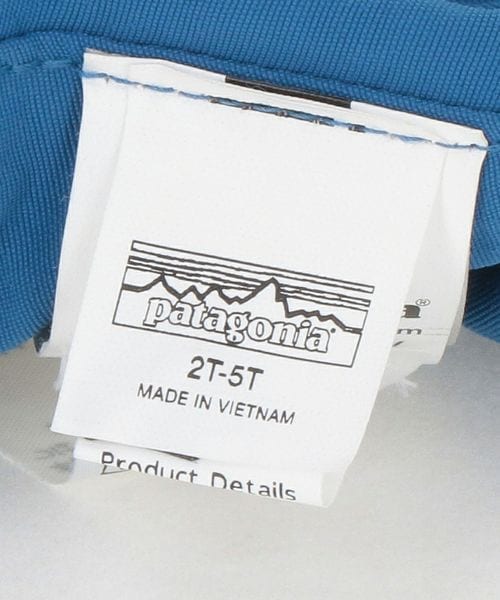 patagonia
2T-5T
MADE IN VIETNAM
Product Details